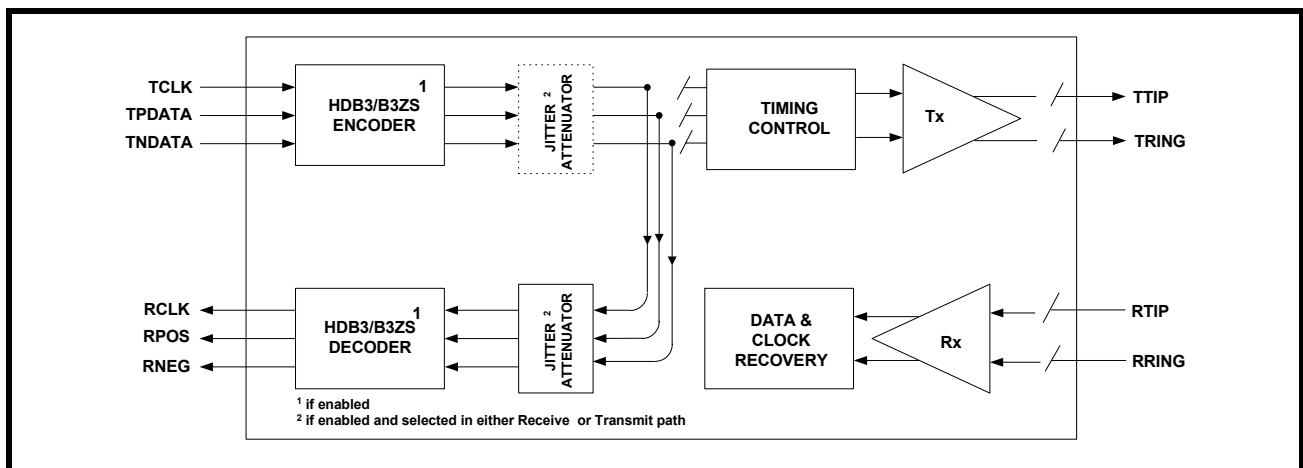 TCLK
TPDATA
TNDATA
HDB3/B3ZS 1
ENCODER
JITTER 2
ATTENUATOR
TIMING
CONTROL
Tx
TTIP
TRING
RCLK
RPOS
RNEG
HDB3/B3ZS 1
DECODER
JITTER 2
ATTENUATOR
DATA &
CLOCK
RECOVERY
Rx
RTIP
RRING
1 if enabled
2 if enabled and selected in either Receive or Transmit path